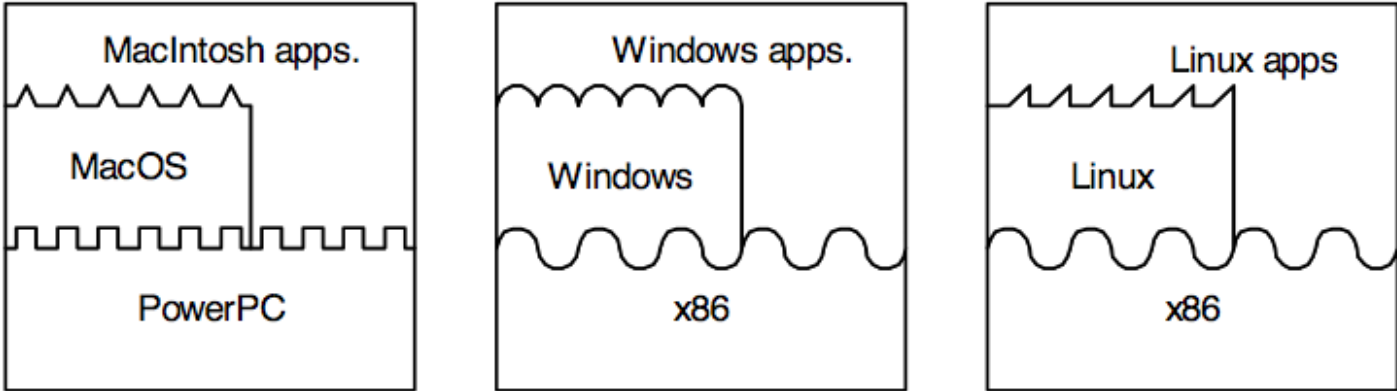 MacIntosh apps.
MacOS
PowerPC
Windows apps.
Windows
x86
Linux apps
Linux
x86